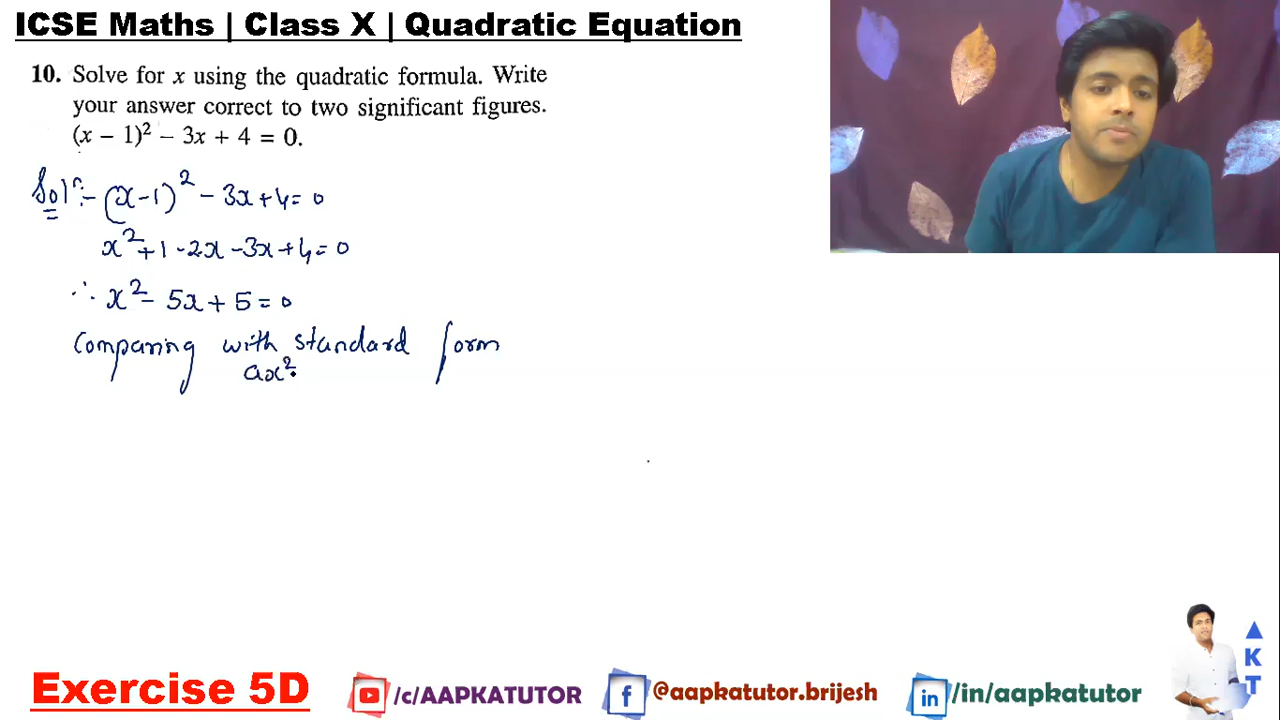 ICSE Maths | Class X | Quadratic Equation
10. Solve for x using the quadratic formula. Write
your answer correct to two significant figures.
(x – 1)² – 3x + 4 = 0.
Solⁿ:- (x-1)² - 3x+4=0
x²+1-2x-3x+4=0
∴ x²- 5x+5=0
Comparing with standard form
ax²
Exercise 5D
/c/AAPKATUTOR
@aapkatutor.brijesh
in /in/aapkatutor
AKT